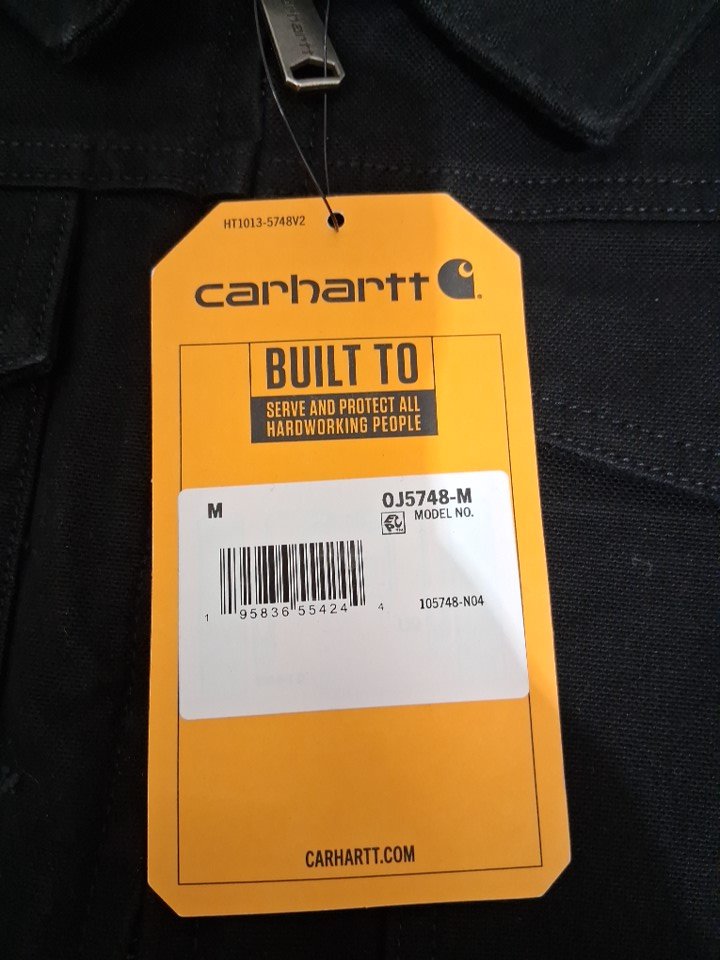 carhartt
HT1013-5748V2
carhartt
BUILT TO
SERVE AND PROTECT ALL
HARDWORKING PEOPLE
M
OJ5748-M
MODEL NO.
1 95836 55424 4
105748-N04
CARHARTT.COM